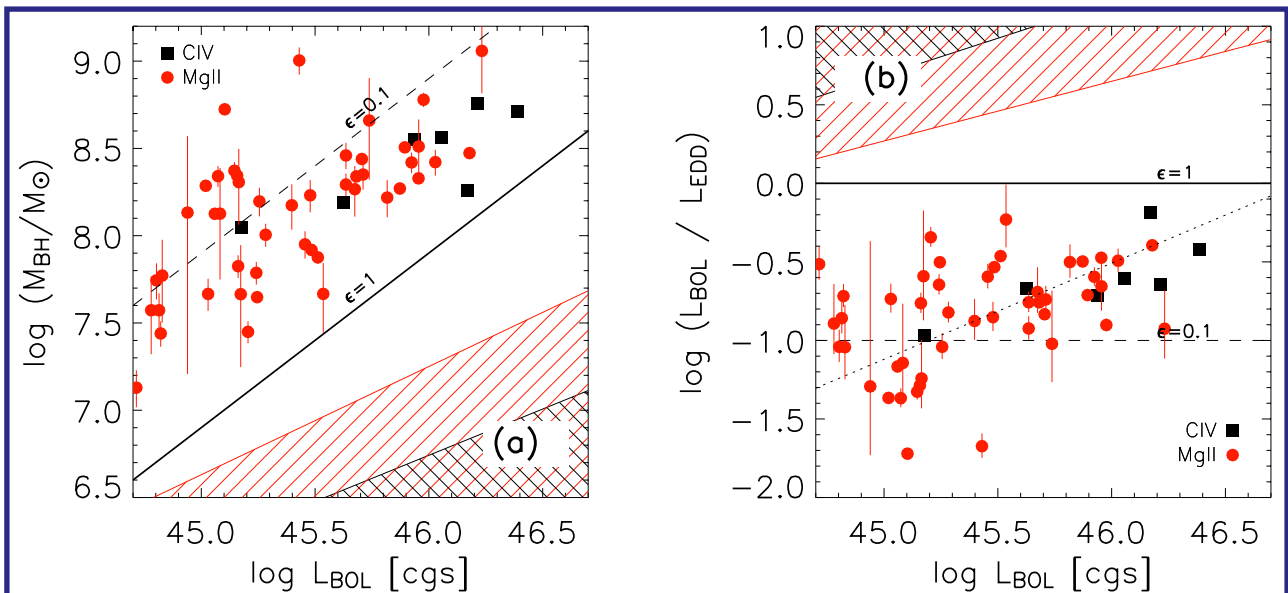 log (M_BH/M⊙)
9.0
8.5
8.0
7.5
7.0
6.5
CIV
MgII
ϵ=0.1
ϵ=1
(a)
45.0 45.5 46.0 46.5
log L_BOL [cgs]
log (L_BOL / L_EDD)
1.0
0.5
0.0
−0.5
−1.0
−1.5
−2.0
(b)
ϵ=1
ϵ=0.1
CIV
MgII
45.0 45.5 46.0 46.5
log L_BOL [cgs]